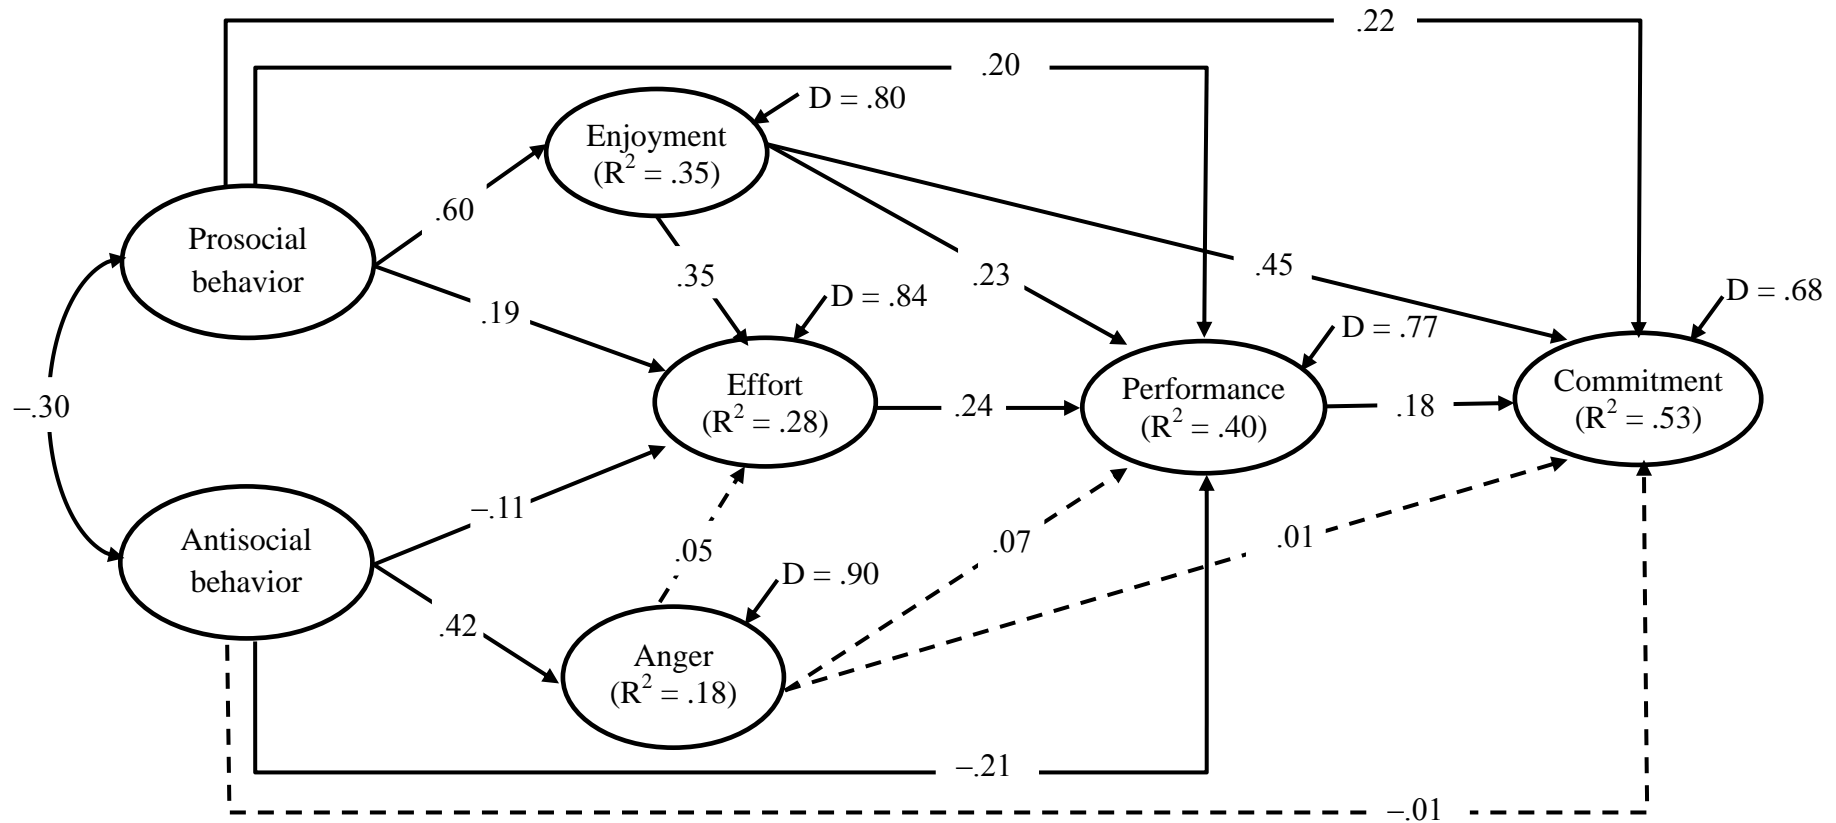 .22
.20
D = .80
Enjoyment
(R² = .35)
Prosocial
behavior
.60
.35
.23
.45
.19
D = .84
D = .77
D = .68
–.30
Effort
(R² = .28)
.24
Performance
(R² = .40)
.18
Commitment
(R² = .53)
–.11
Antisocial
behavior
.05
.07
.01
D = .90
.42
Anger
(R² = .18)
–.21
–.01